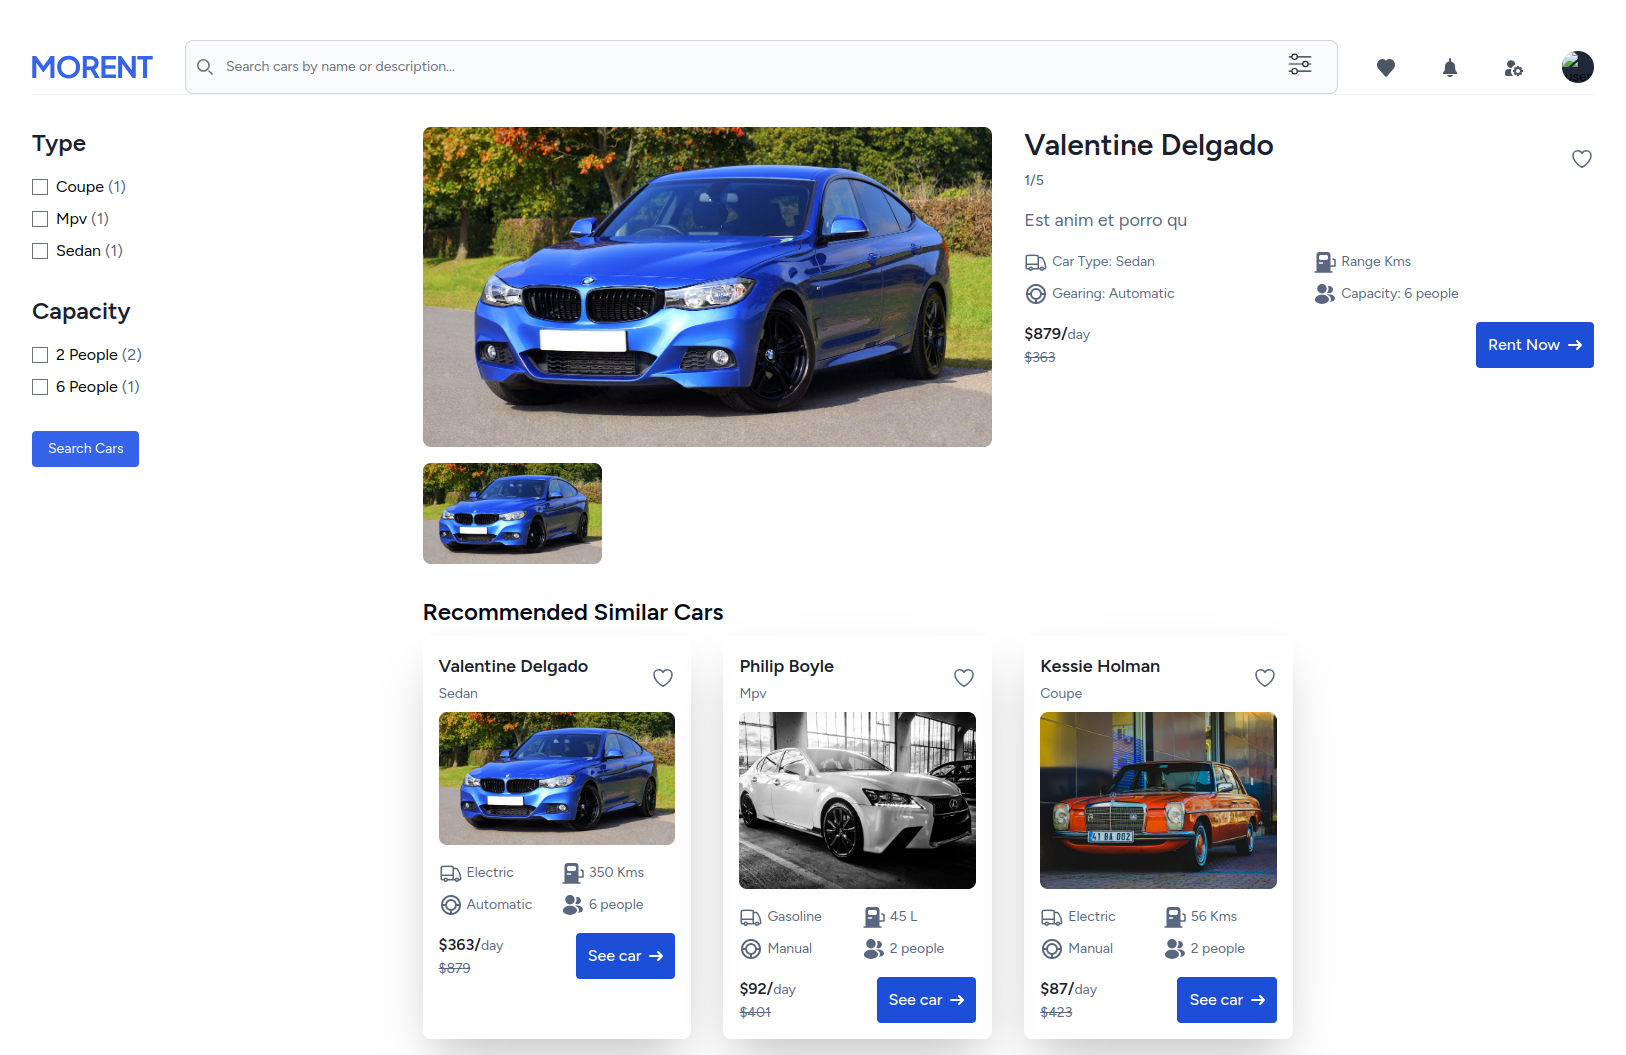 MORENT
Search cars by name or description...
user
Type
Coupe (1)
Mpv (1)
Sedan (1)
Capacity
2 People (2)
6 People (1)
Search Cars
Valentine Delgado
1/5
Est anim et porro qu
Car Type: Sedan
Range Kms
Gearing: Automatic
Capacity: 6 people
$879/day
$363
Rent Now
Recommended Similar Cars
Valentine Delgado
Sedan
Electric
350 Kms
Automatic
6 people
$363/day
$879
See car
Philip Boyle
Mpv
Gasoline
45 L
Manual
2 people
$92/day
$401
See car
Kessie Holman
Coupe
41 BA 002
Electric
56 Kms
Manual
2 people
$87/day
$423
See car